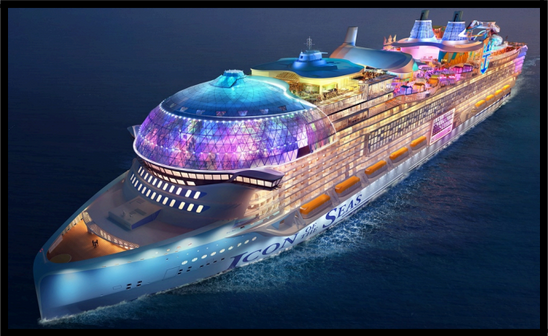 ICON OF THE SEAS